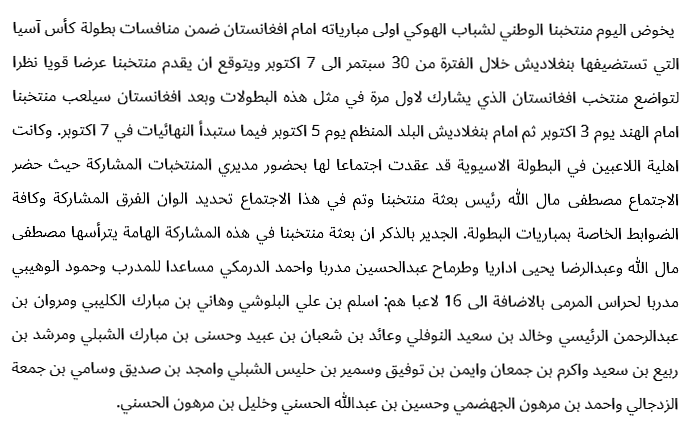 يخوض اليوم منتخبنا الوطني لشباب الهوكي اولى مبارياته امام افغانستان ضمن منافسات بطولة كأس آسيا
التي تستضيفها بنغلاديش خلال الفترة من 30 سبتمر الى 7 اكتوبر ويتوقع ان يقدم منتخبنا عرضا قويا نظرا
لتواضع منتخب افغانستان الذي يشارك لاول مرة في مثل هذه البطولات وبعد افغانستان سيلعب منتخبنا
امام الهند يوم 3 اكتوبر ثم امام بنغلاديش البلد المنظم يوم 5 اكتوبر فيما ستبدأ النهائيات في 7 اكتوبر. وكانت
اهلية اللاعبين في البطولة الاسيوية قد عقدت اجتماعا لها بحضور مديري المنتخبات المشاركة حيث حضر
الاجتماع مصطفى مال الله رئيس بعثة منتخبنا وتم في هذا الاجتماع تحديد الوان الفرق المشاركة وكافة
الضوابط الخاصة بمباريات البطولة. الجدير بالذكر ان بعثة منتخبنا في هذه المشاركة الهامة يترأسها مصطفى
مال الله وعبدالرضا يحيى اداريا وطرماح عبدالحسين مدربا واحمد الدرمكي مساعدا للمدرب وحمود الوهيبي
مدربا لحراس المرمى بالاضافة الى 16 لاعبا هم: اسلم بن علي البلوشي وهاني بن مبارك الكليبي ومروان بن
عبدالرحمن الرئيسي وخالد بن سعيد النوفلي وعائد بن شعبان بن عبيد وحسنى بن مبارك الشبلي ومرشد بن
ربيع بن سعيد واكرم بن جمعان وايمن بن توفيق وسمير بن حليس الشبلي وامجد بن صديق وسامي بن جمعة
الزدجالي واحمد بن مرهون الجهضمي وحسين بن عبدالله الحسني وخليل بن مرهون الحسني.